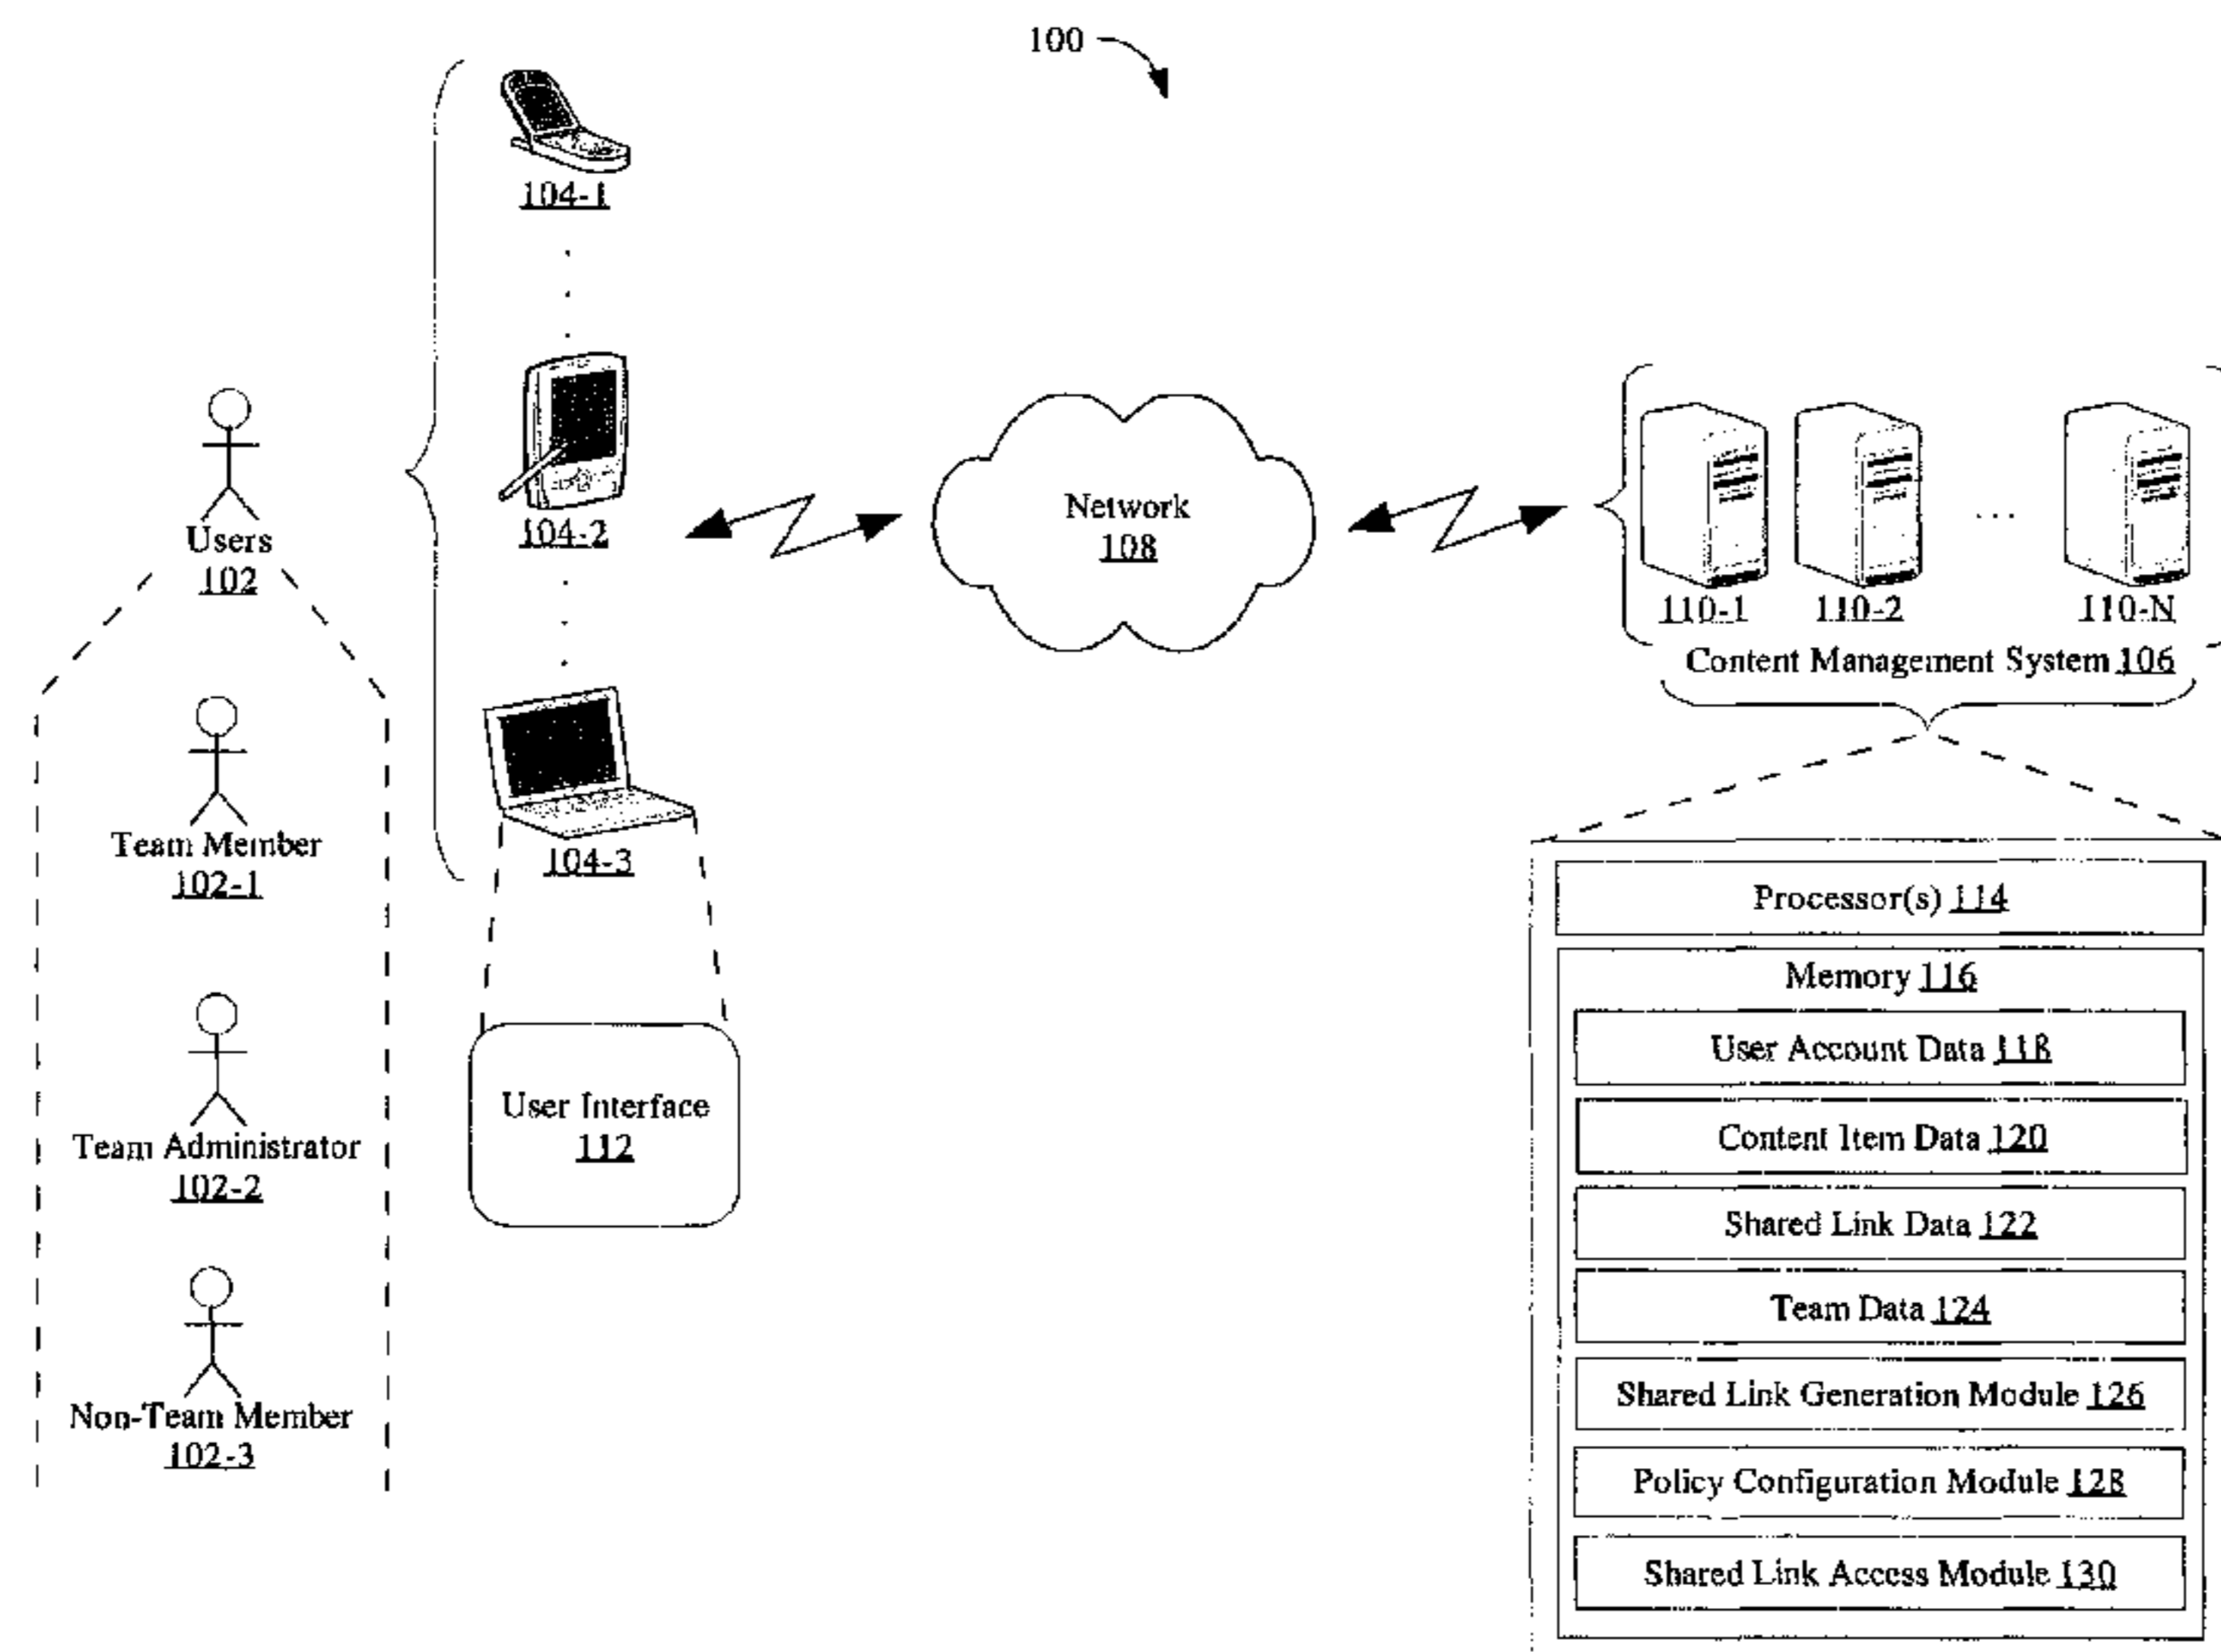 100
104-1
104-2
104-3
Users
102
Team Member
102-1
Team Administrator
102-2
Non-Team Member
102-3
User Interface
112
Network
108
110-1
110-2
...
110-N
Content Management System 106
Processor(s) 114
Memory 116
User Account Data 118
Content Item Data 120
Shared Link Data 122
Team Data 124
Shared Link Generation Module 126
Policy Configuration Module 128
Shared Link Access Module 130